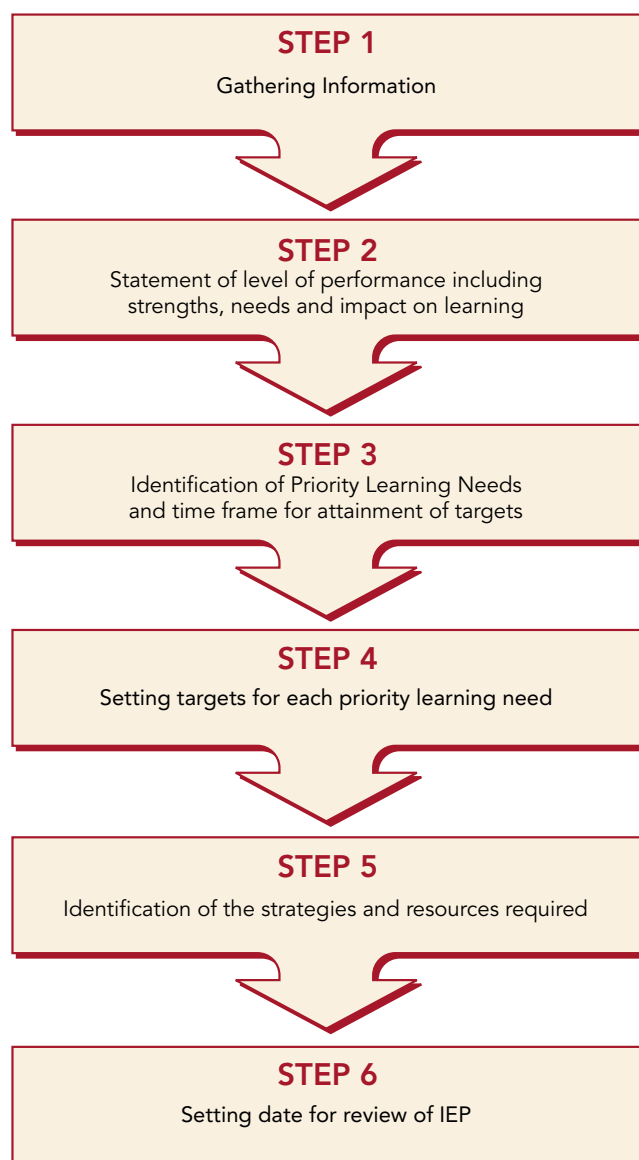 STEP 1
Gathering Information
STEP 2
Statement of level of performance including
strengths, needs and impact on learning
STEP 3
Identification of Priority Learning Needs
and time frame for attainment of targets
STEP 4
Setting targets for each priority learning need
STEP 5
Identification of the strategies and resources required
STEP 6
Setting date for review of IEP